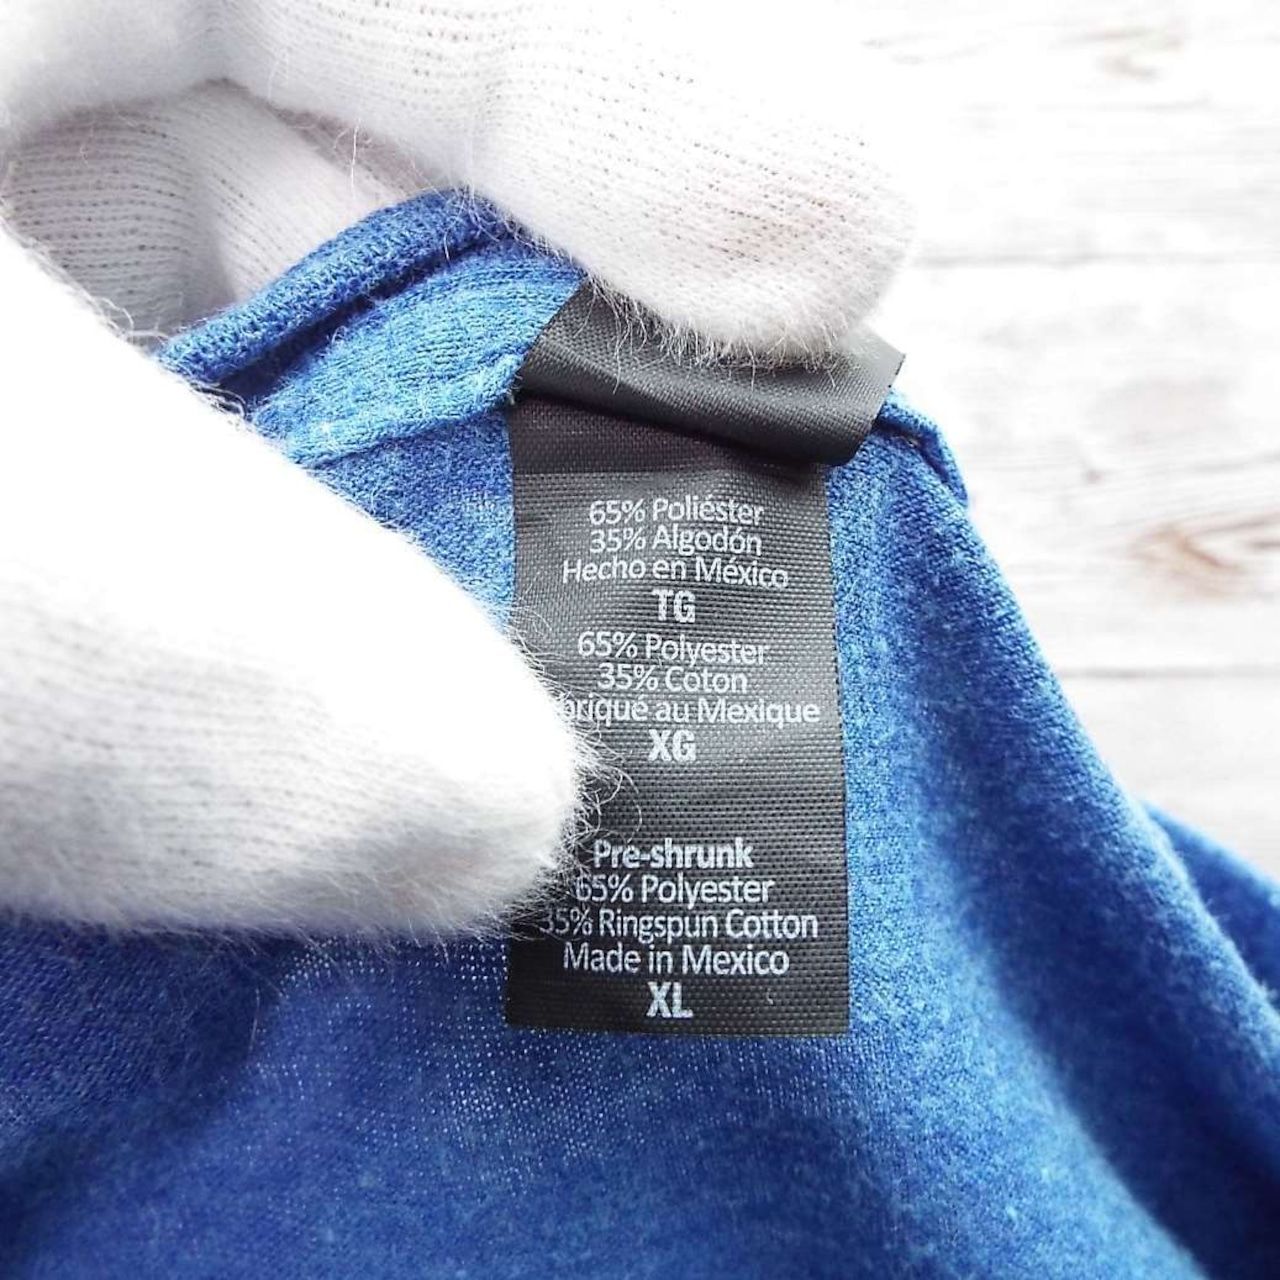 65% Poliéster
35% Algodón
Hecho en México
TG
65% Polyester
35% Coton
au Mexique
XG
Pre-shrunk
65% Polyester
35% Ringspun Cotton
Made in Mexico
XL